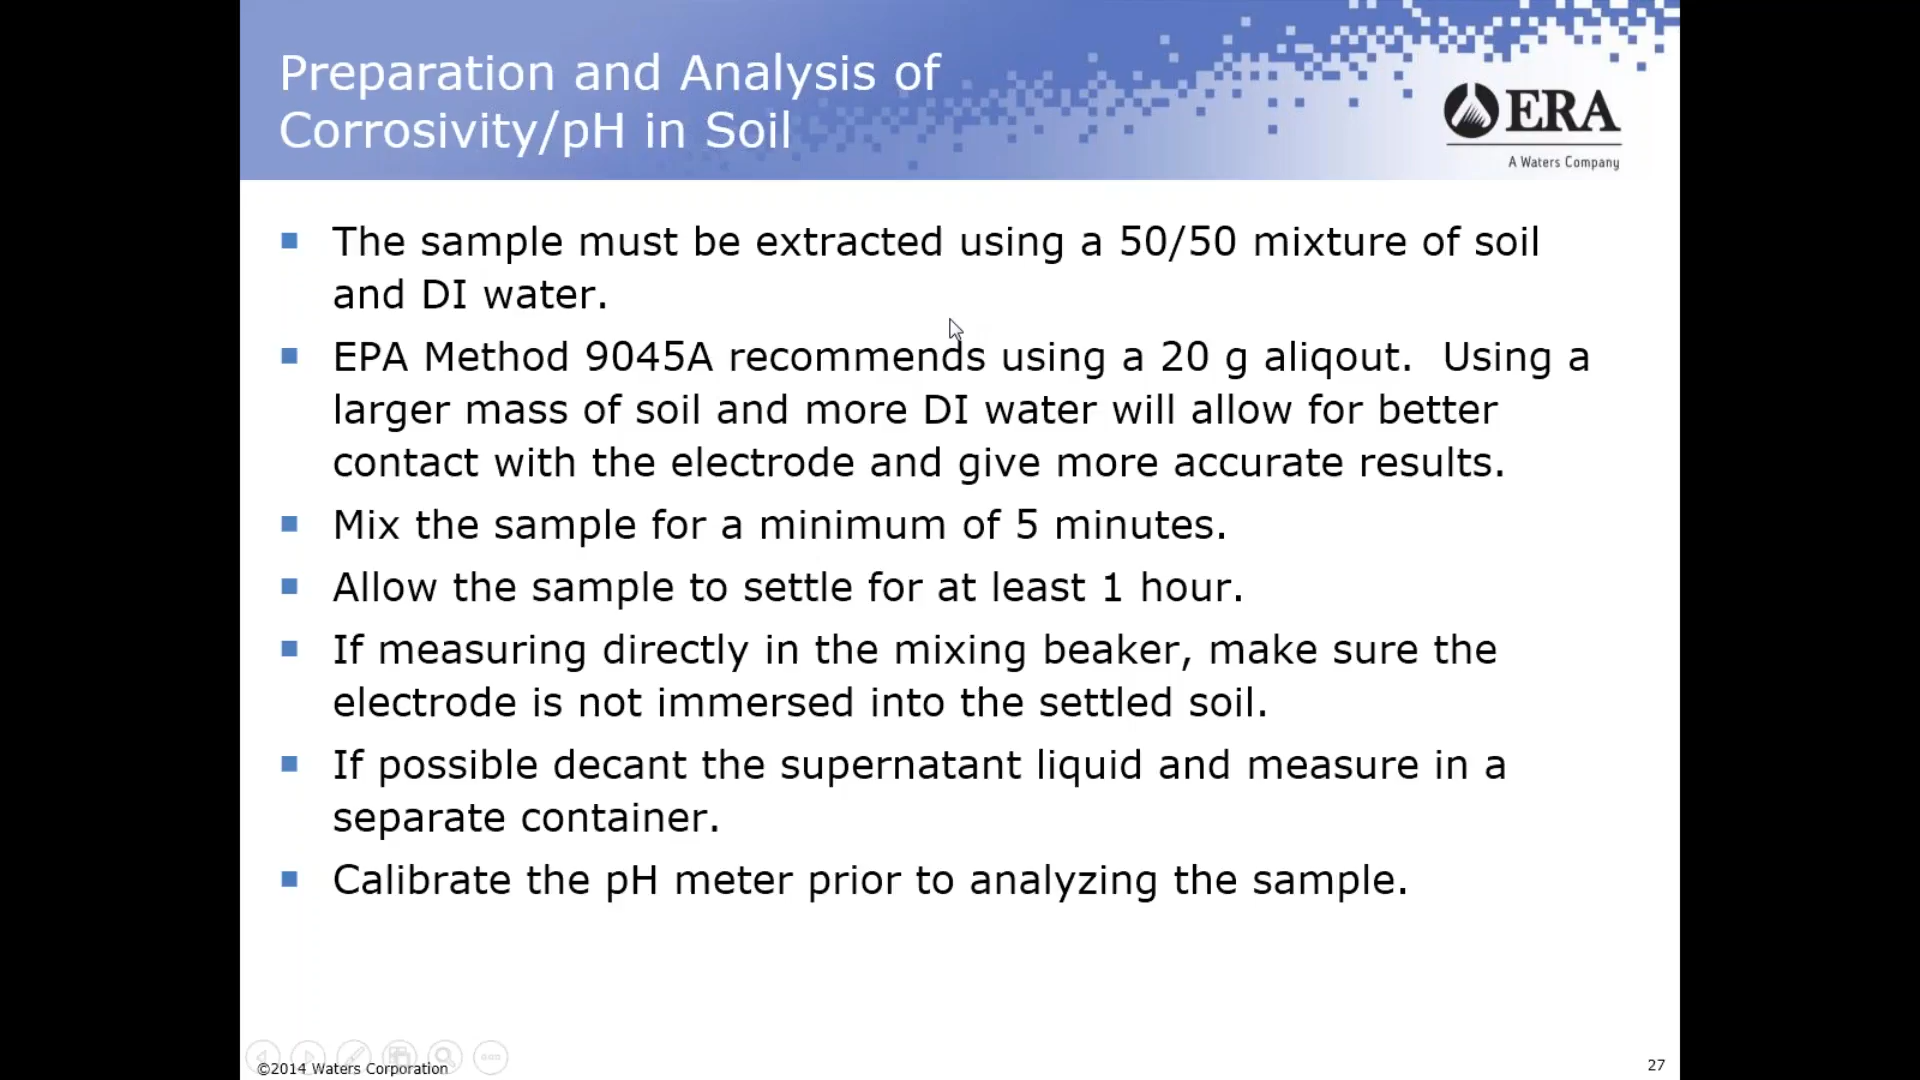 Preparation and Analysis of
Corrosivity/pH in Soil
ERA
A Waters Company
The sample must be extracted using a 50/50 mixture of soil
and DI water.
EPA Method 9045A recommends using a 20 g aliqout.  Using a
larger mass of soil and more DI water will allow for better
contact with the electrode and give more accurate results.
Mix the sample for a minimum of 5 minutes.
Allow the sample to settle for at least 1 hour.
If measuring directly in the mixing beaker, make sure the
electrode is not immersed into the settled soil.
If possible decant the supernatant liquid and measure in a
separate container.
Calibrate the pH meter prior to analyzing the sample.
©2014 Waters Corporation
27